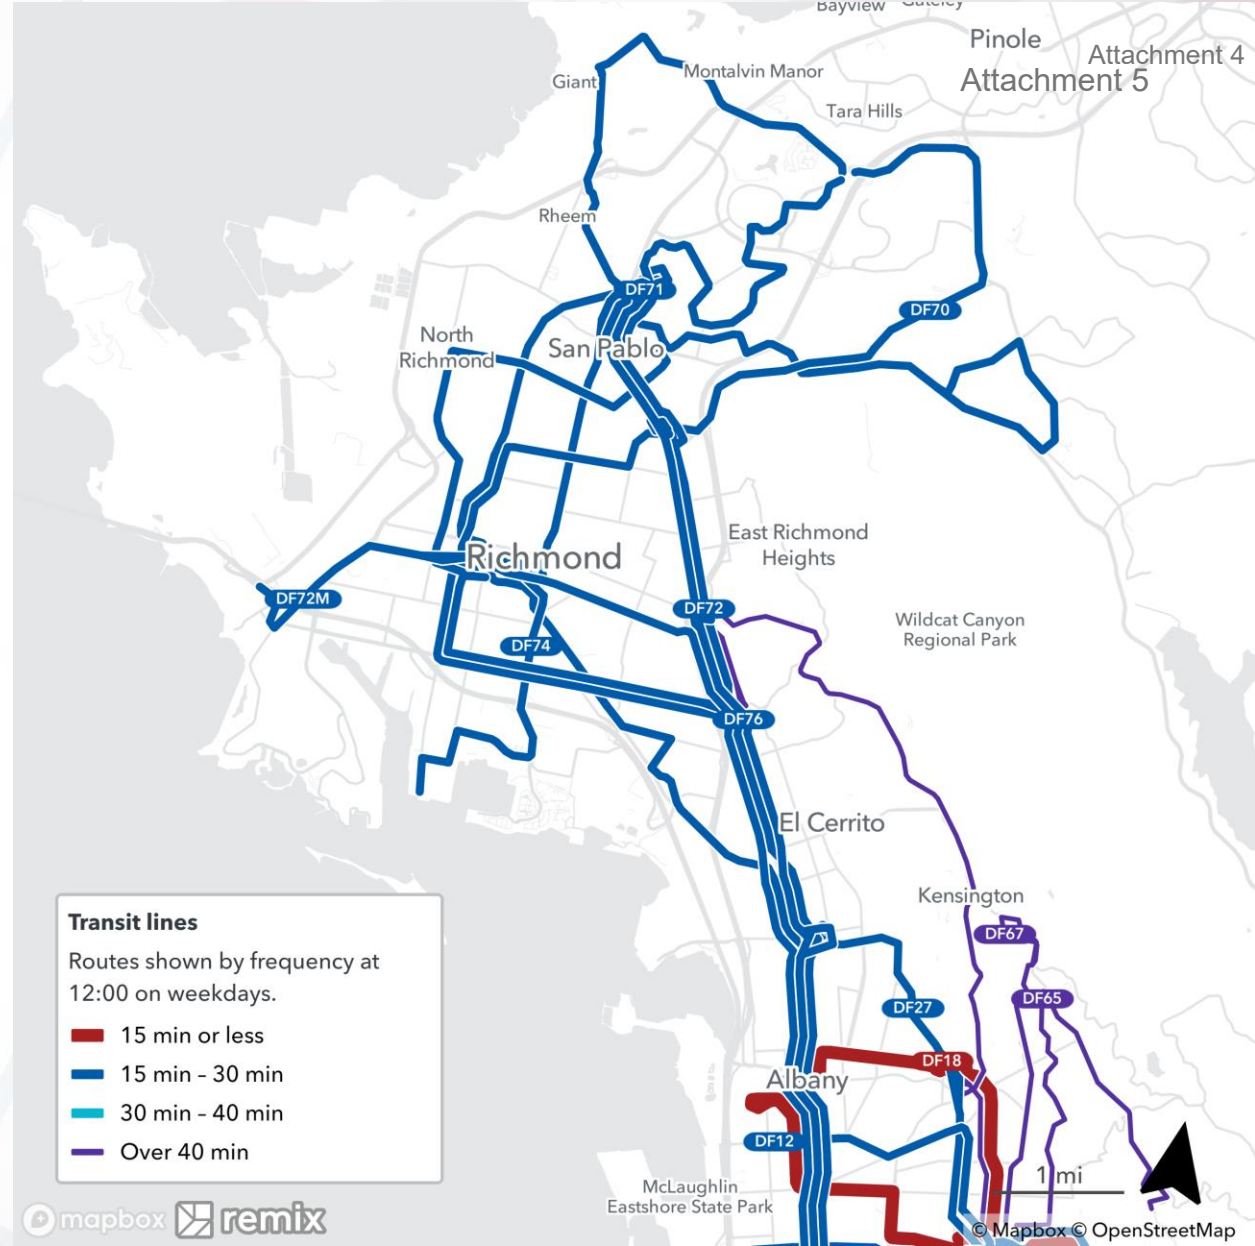 Bayview
Gateley
Pinole
Attachment 4
Attachment 5
Giant
Montalvin Manor
Tara Hills
Rheem
DF71
DF70
North
Richmond
San Pablo
East Richmond
Heights
Richmond
DF72M
DF72
DF74
Wildcat Canyon
Regional Park
DF76
El Cerrito
Kensington
DF67
DF65
DF27
DF18
Albany
DF12
McLaughlin
Eastshore State Park
1 mi
Transit lines
Routes shown by frequency at
12:00 on weekdays.
15 min or less
15 min – 30 min
30 min – 40 min
Over 40 min
mapbox remix
© Mapbox © OpenStreetMap